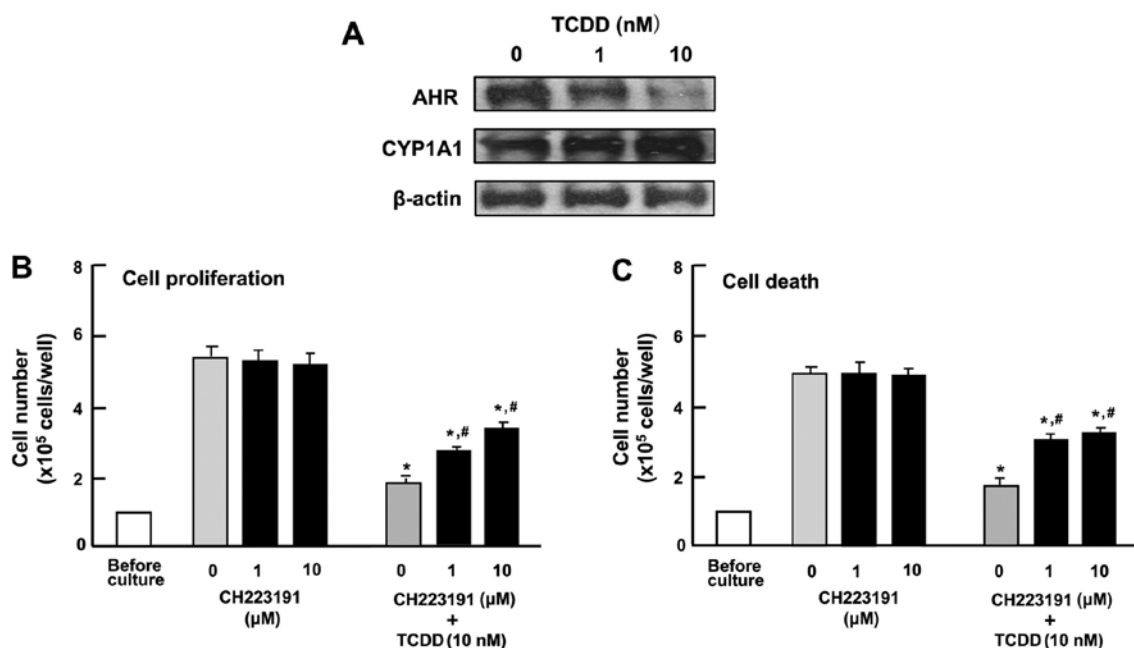 A
TCDD (nM)
0 1 10
AHR
CYP1A1
β-actin
B
Cell proliferation
Cell number
(x10⁵ cells/well)
8
6
4
2
0
*
*,#
*,#
Before
culture
0 1 10
CH223191
(μM)
0 1 10
CH223191 (μM)
+
TCDD (10 nM)
C
Cell death
Cell number
(x10⁵ cells/well)
8
6
4
2
0
*
*,#
*,#
Before
culture
0 1 10
CH223191
(μM)
0 1 10
CH223191 (μM)
+
TCDD (10 nM)